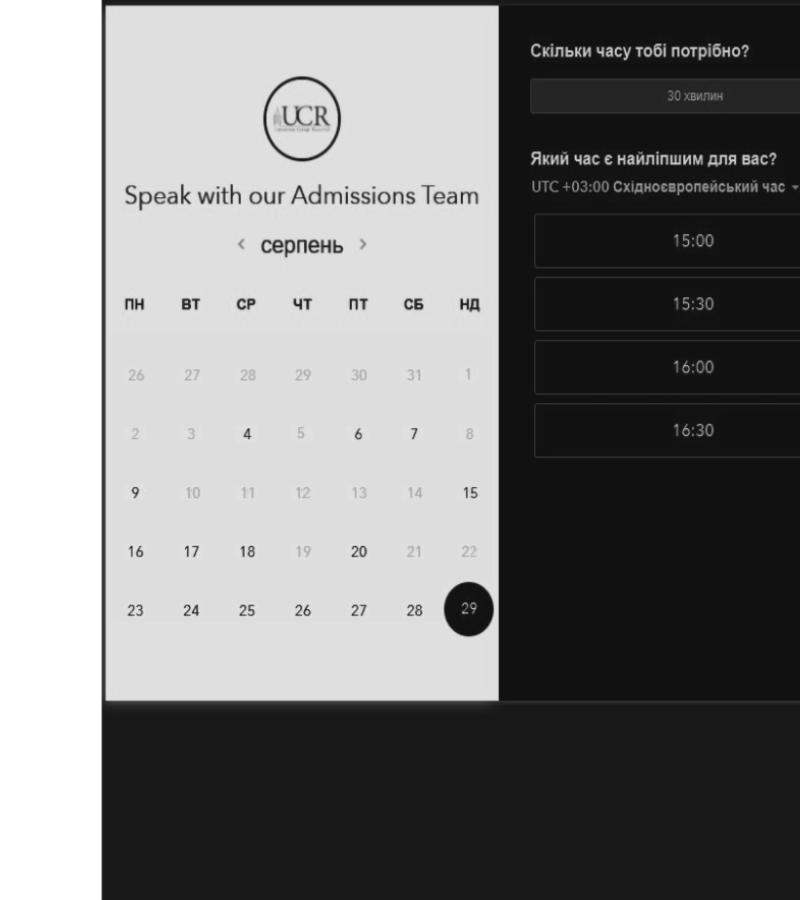 UCR
Speak with our Admissions Team
серпень
ПН ВТ СР ЧТ ПТ СБ НД
26 27 28 29 30 31 1
2 3 4 5 6 7 8
9 10 11 12 13 14 15
16 17 18 19 20 21 22
23 24 25 26 27 28 29
Скільки часу тобі потрібно?
30 хвилин
Який час є найліпшим для вас?
UTC +03:00 Східноєвропейський час
15:00
15:30
16:00
16:30